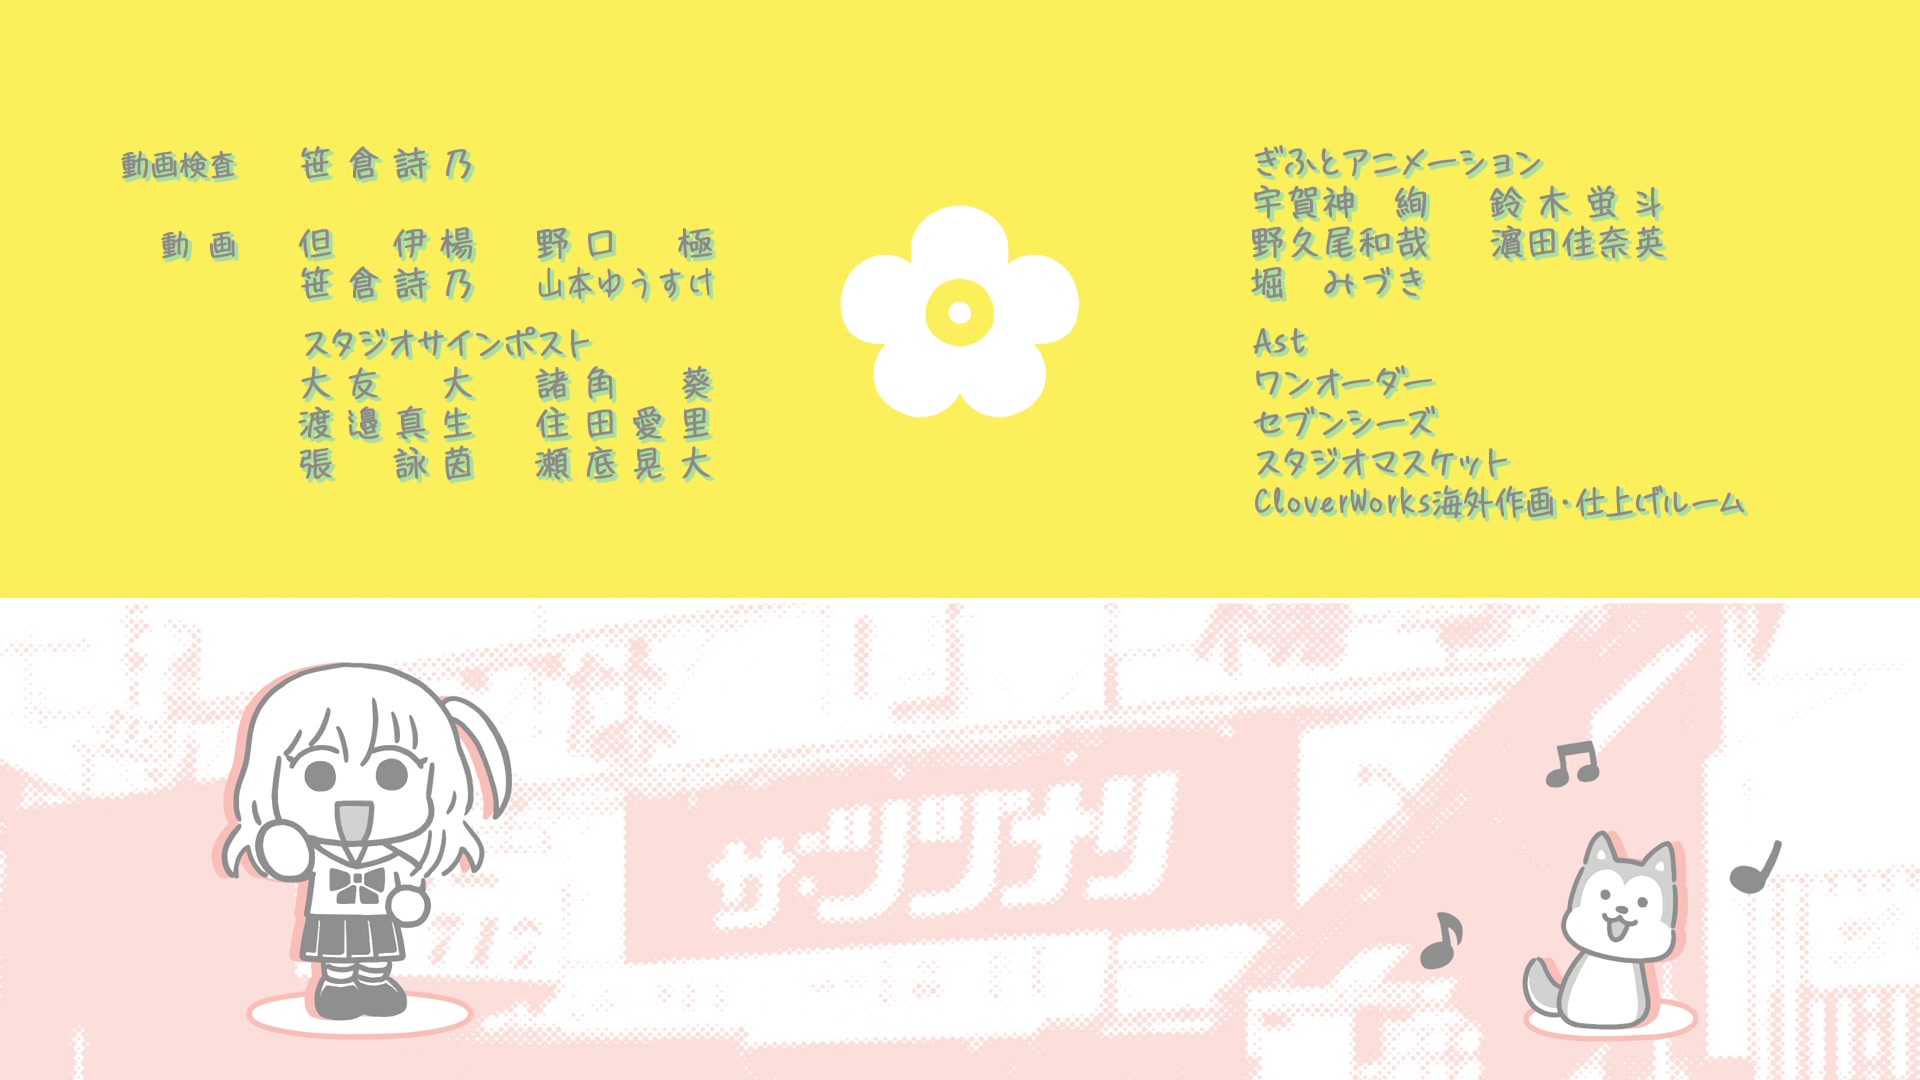 動画検査 笹倉詩乃
動画 但 伊楊 野口 極
笹倉詩乃 山本ゆうすけ
スタジオサインポスト
大友 大 諸角 葵
渡邉真生 住田愛里
張 詠茵 瀬底晃大
ぎふとアニメーション
宇賀神 絢 鈴木蛍斗
野久尾和哉 濵田佳奈英
堀 みづき
Ast
ワンオーダー
セブンシーズ
スタジオマスケット
CloverWorks海外作画・仕上げルーム
ザ・ツツナリ